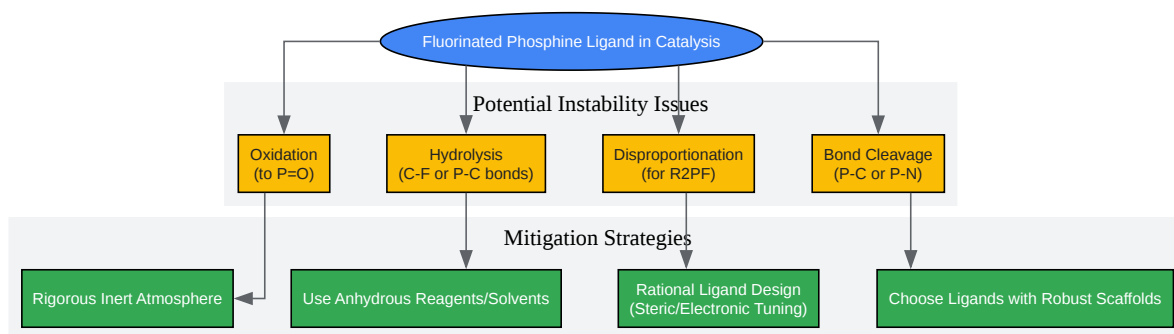 Fluorinated Phosphine Ligand in Catalysis
Potential Instability Issues
Oxidation
(to P=O)
Hydrolysis
(C-F or P-C bonds)
Disproportionation
(for R2PF)
Bond Cleavage
(P-C or P-N)
Mitigation Strategies
Rigorous Inert Atmosphere
Use Anhydrous Reagents/Solvents
Rational Ligand Design
(Steric/Electronic Tuning)
Choose Ligands with Robust Scaffolds